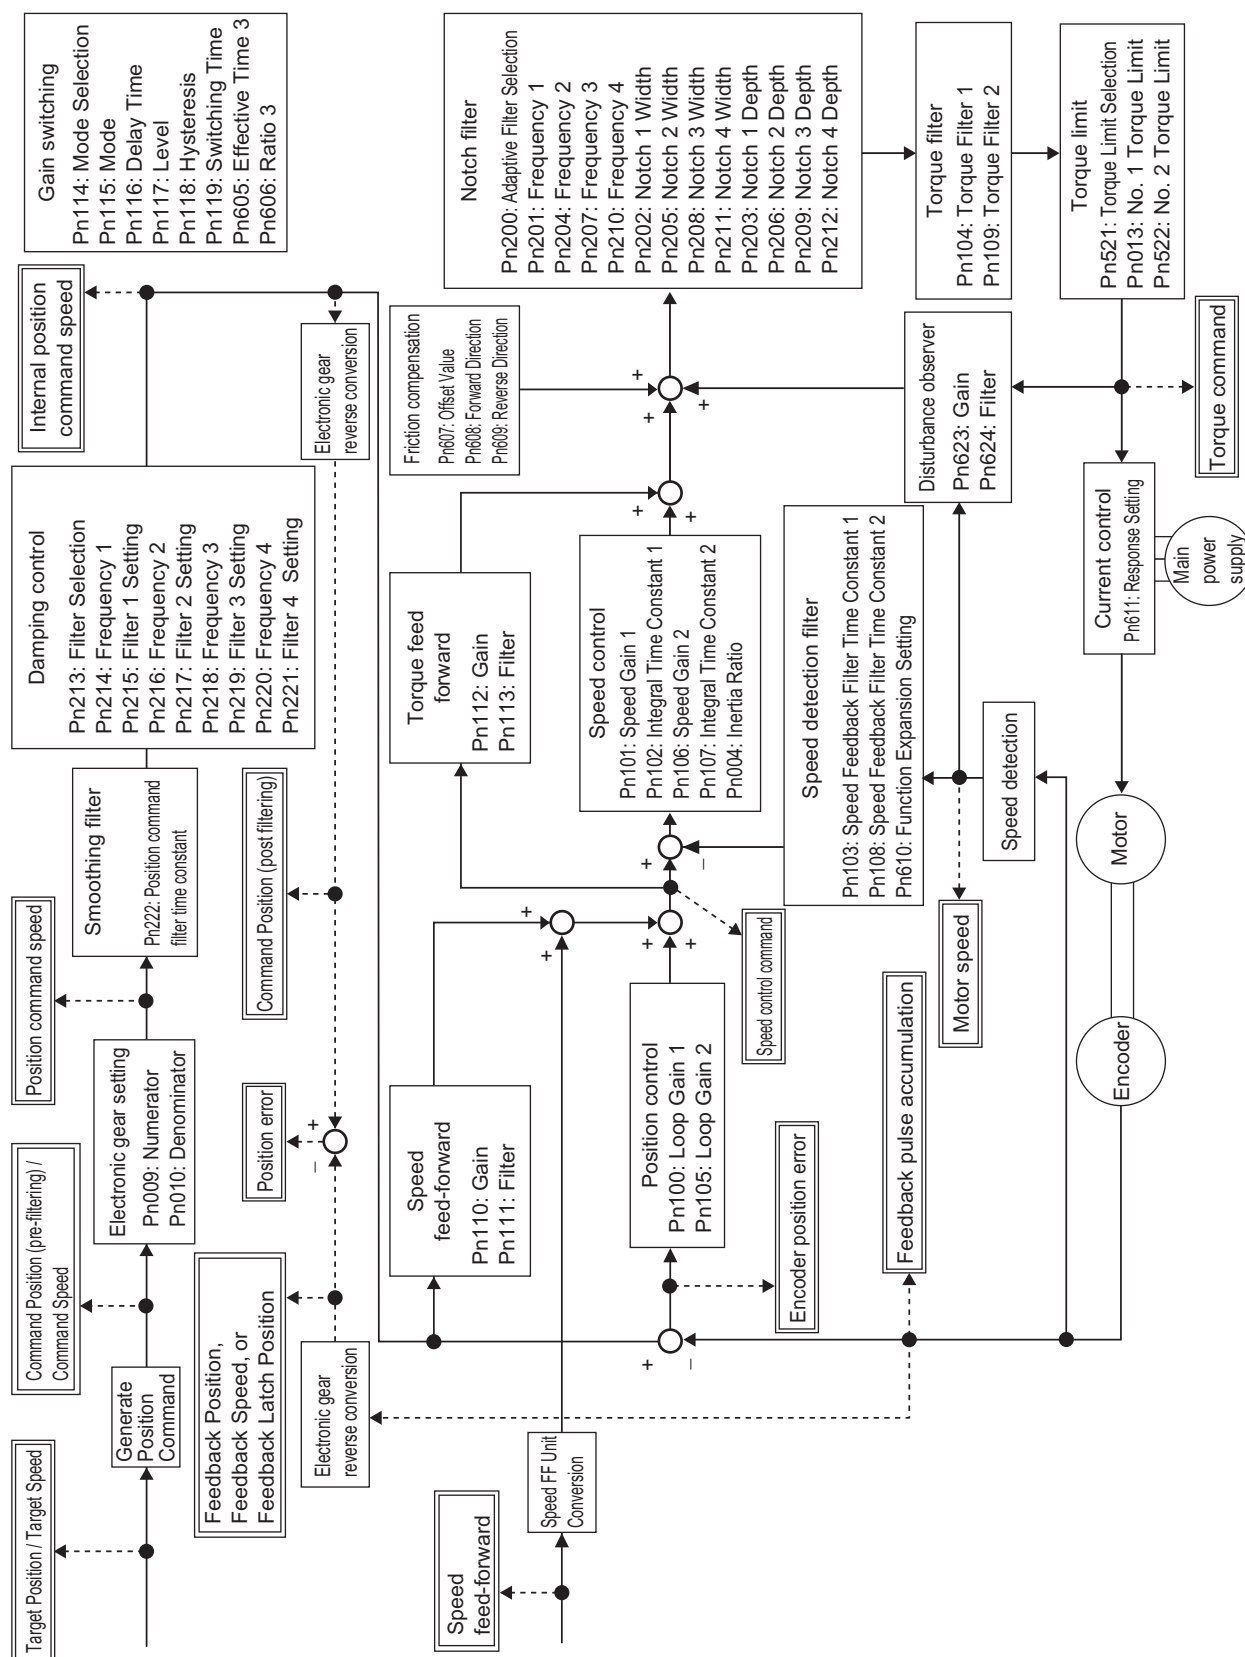 Target Position / Target Speed
Generate
Position
Command
Command Position (pre-filtering) /
Command Speed
Electronic gear setting
Pn009: Numerator
Pn010: Denominator
Position command speed
Smoothing filter
Pn222: Position command
filter time constant
Damping control
Pn213: Filter Selection
Pn214: Frequency 1
Pn215: Filter 1 Setting
Pn216: Frequency 2
Pn217: Filter 2 Setting
Pn218: Frequency 3
Pn219: Filter 3 Setting
Pn220: Frequency 4
Pn221: Filter 4 Setting
Internal position
command speed
Gain switching
Pn114: Mode Selection
Pn115: Mode
Pn116: Delay Time
Pn117: Level
Pn118: Hysteresis
Pn119: Switching Time
Pn605: Effective Time 3
Pn606: Ratio 3
Feedback Position,
Feedback Speed, or
Feedback Latch Position
Electronic gear
reverse conversion
Position error
−
+
Command Position (post filtering)
Electronic gear
reverse conversion
Speed
feed-forward
Speed FF Unit
Conversion
Speed
feed-forward
Pn110: Gain
Pn111: Filter
+
+
+
−
Position control
Pn100: Loop Gain 1
Pn105: Loop Gain 2
Encoder position error
+
+
Speed control command
+
−
Torque feed
forward
Pn112: Gain
Pn113: Filter
Speed control
Pn101: Speed Gain 1
Pn102: Integral Time Constant 1
Pn106: Speed Gain 2
Pn107: Integral Time Constant 2
Pn004: Inertia Ratio
+
+
Friction compensation
Pn607: Offset Value
Pn608: Forward Direction
Pn609: Reverse Direction
+
+
+
Notch filter
Pn200: Adaptive Filter Selection
Pn201: Frequency 1
Pn204: Frequency 2
Pn207: Frequency 3
Pn210: Frequency 4
Pn202: Notch 1 Width
Pn205: Notch 2 Width
Pn208: Notch 3 Width
Pn211: Notch 4 Width
Pn203: Notch 1 Depth
Pn206: Notch 2 Depth
Pn209: Notch 3 Depth
Pn212: Notch 4 Depth
Speed detection filter
Pn103: Speed Feedback Filter Time Constant 1
Pn108: Speed Feedback Filter Time Constant 2
Pn610: Function Expansion Setting
Disturbance observer
Pn623: Gain
Pn624: Filter
Torque filter
Pn104: Torque Filter 1
Pn109: Torque Filter 2
Feedback pulse accumulation
Motor speed
Speed detection
Torque limit
Pn521: Torque Limit Selection
Pn013: No. 1 Torque Limit
Pn522: No. 2 Torque Limit
Encoder
Motor
Current control
Pn611: Response Setting
Main
power
supply
Torque command